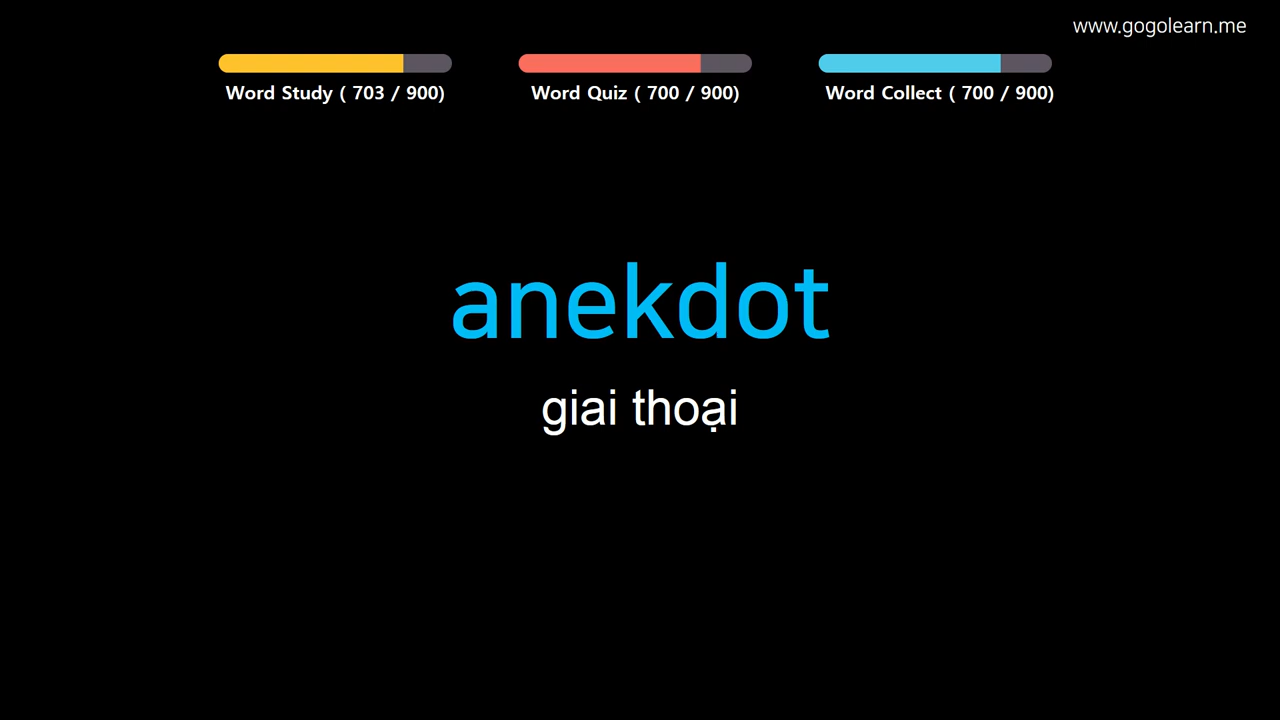 www.gogolearn.me
Word Study ( 703 / 900)
Word Quiz ( 700 / 900)
Word Collect ( 700 / 900)
anekdot
giai thoại